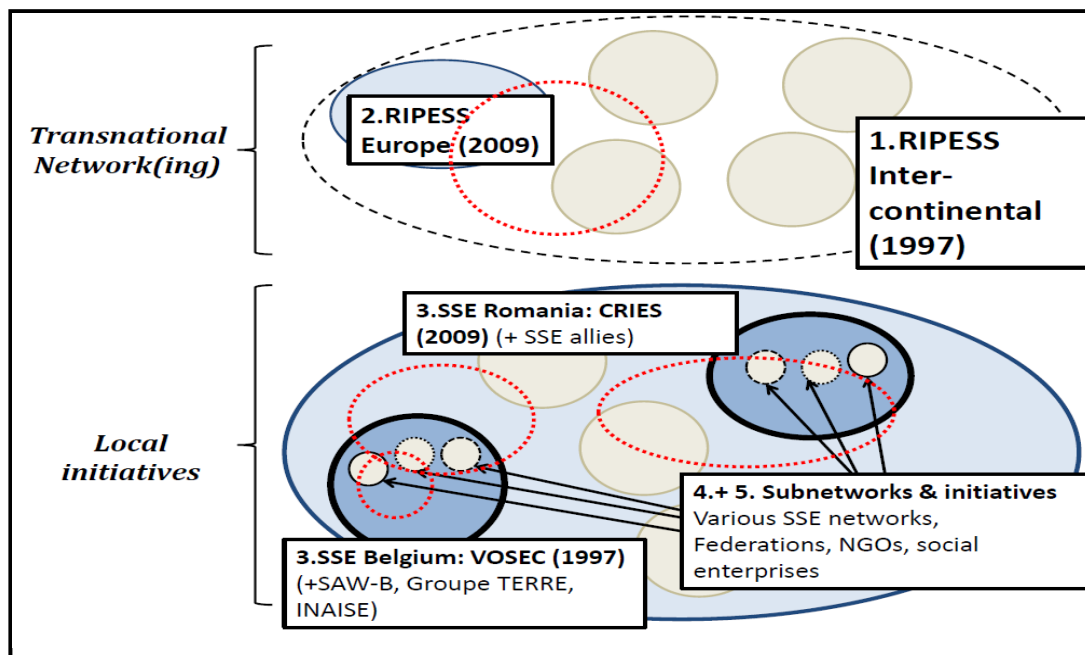 Transnational
Network(ing)
2.RIPESS
Europe (2009)
1.RIPESS
Inter-
continental
(1997)
Local
initiatives
3.SSE Romania: CRIES
(2009) (+ SSE allies)
3.SSE Belgium: VOSEC (1997)
(+SAW-B, Groupe TERRE,
INAISE)
4.+ 5. Subnetworks & initiatives
Various SSE networks,
Federations, NGOs, social
enterprises